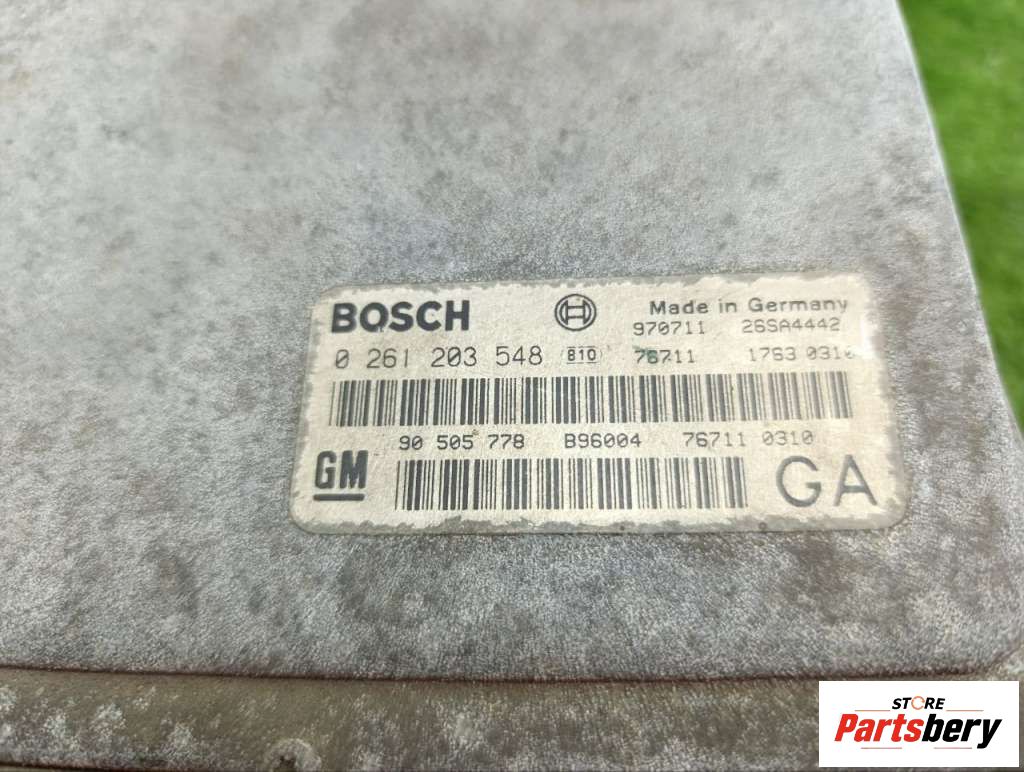 BOSCH Made in Germany
970711 26SA4442
0 261 203 548 B10 76711 1763 0310
90 505 778 B96004 76711 0310
GM GA
STORE
Partsbery